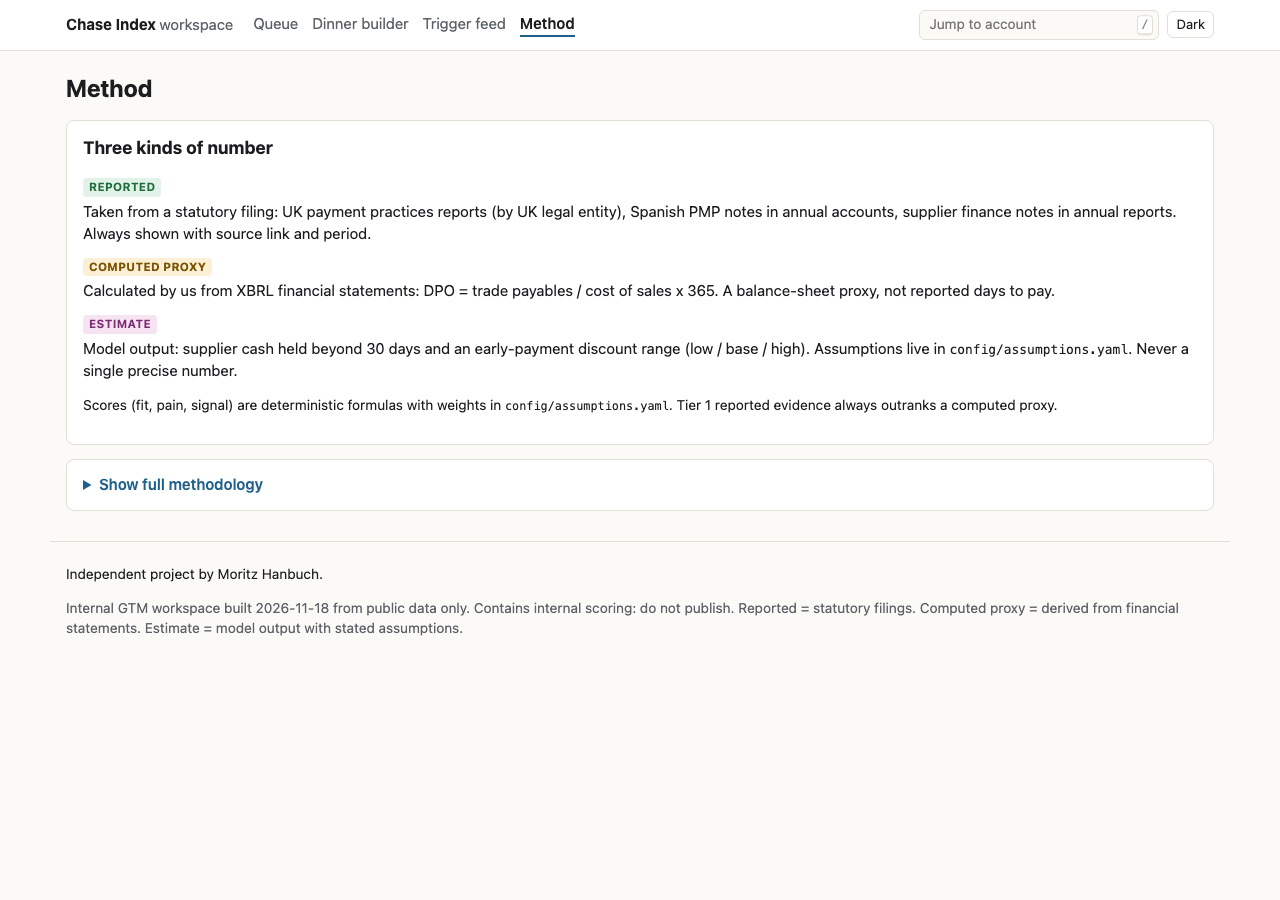 Chase Index workspace Queue Dinner builder Trigger feed Method Jump to account / Dark
Method
Three kinds of number
REPORTED
Taken from a statutory filing: UK payment practices reports (by UK legal entity), Spanish PMP notes in annual accounts, supplier finance notes in annual reports.
Always shown with source link and period.
COMPUTED PROXY
Calculated by us from XBRL financial statements: DPO = trade payables / cost of sales x 365. A balance-sheet proxy, not reported days to pay.
ESTIMATE
Model output: supplier cash held beyond 30 days and an early-payment discount range (low / base / high). Assumptions live in config/assumptions.yaml. Never a
single precise number.
Scores (fit, pain, signal) are deterministic formulas with weights in config/assumptions.yaml. Tier 1 reported evidence always outranks a computed proxy.
Show full methodology
Independent project by Moritz Hanbuch.
Internal GTM workspace built 2026-11-18 from public data only. Contains internal scoring: do not publish. Reported = statutory filings. Computed proxy = derived from financial
statements. Estimate = model output with stated assumptions.